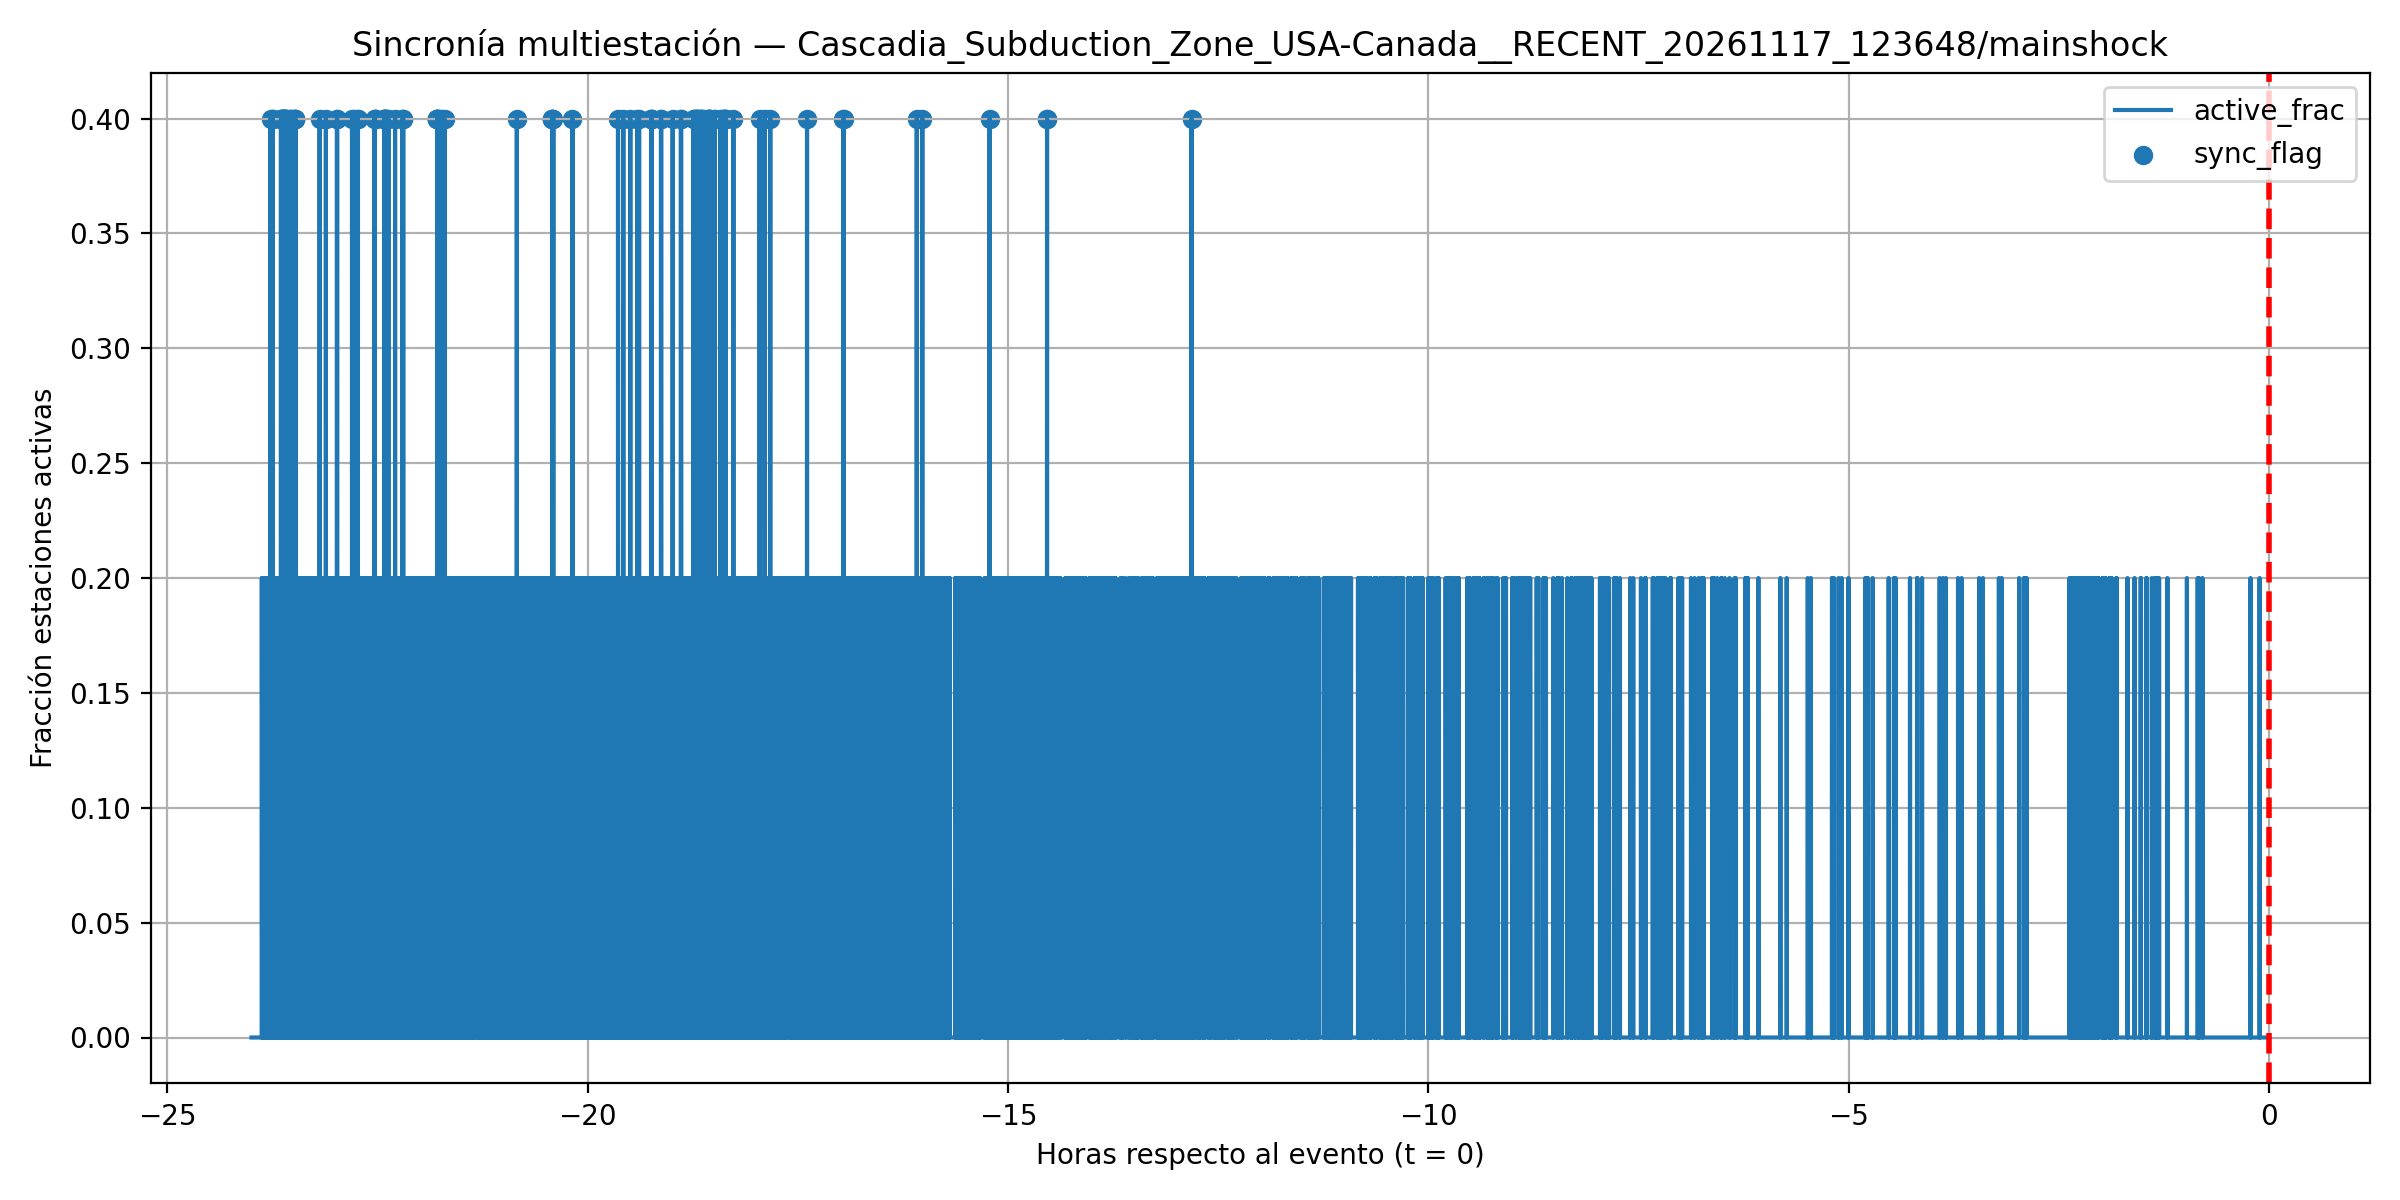 Sincronía multiestación — Cascadia_Subduction_Zone_USA-Canada__RECENT_20261117_123648/mainshock
active_frac
sync_flag
0.40
0.35
0.30
0.25
0.20
0.15
0.10
0.05
0.00
Fracción estaciones activas
−25 −20 −15 −10 −5 0
Horas respecto al evento (t = 0)